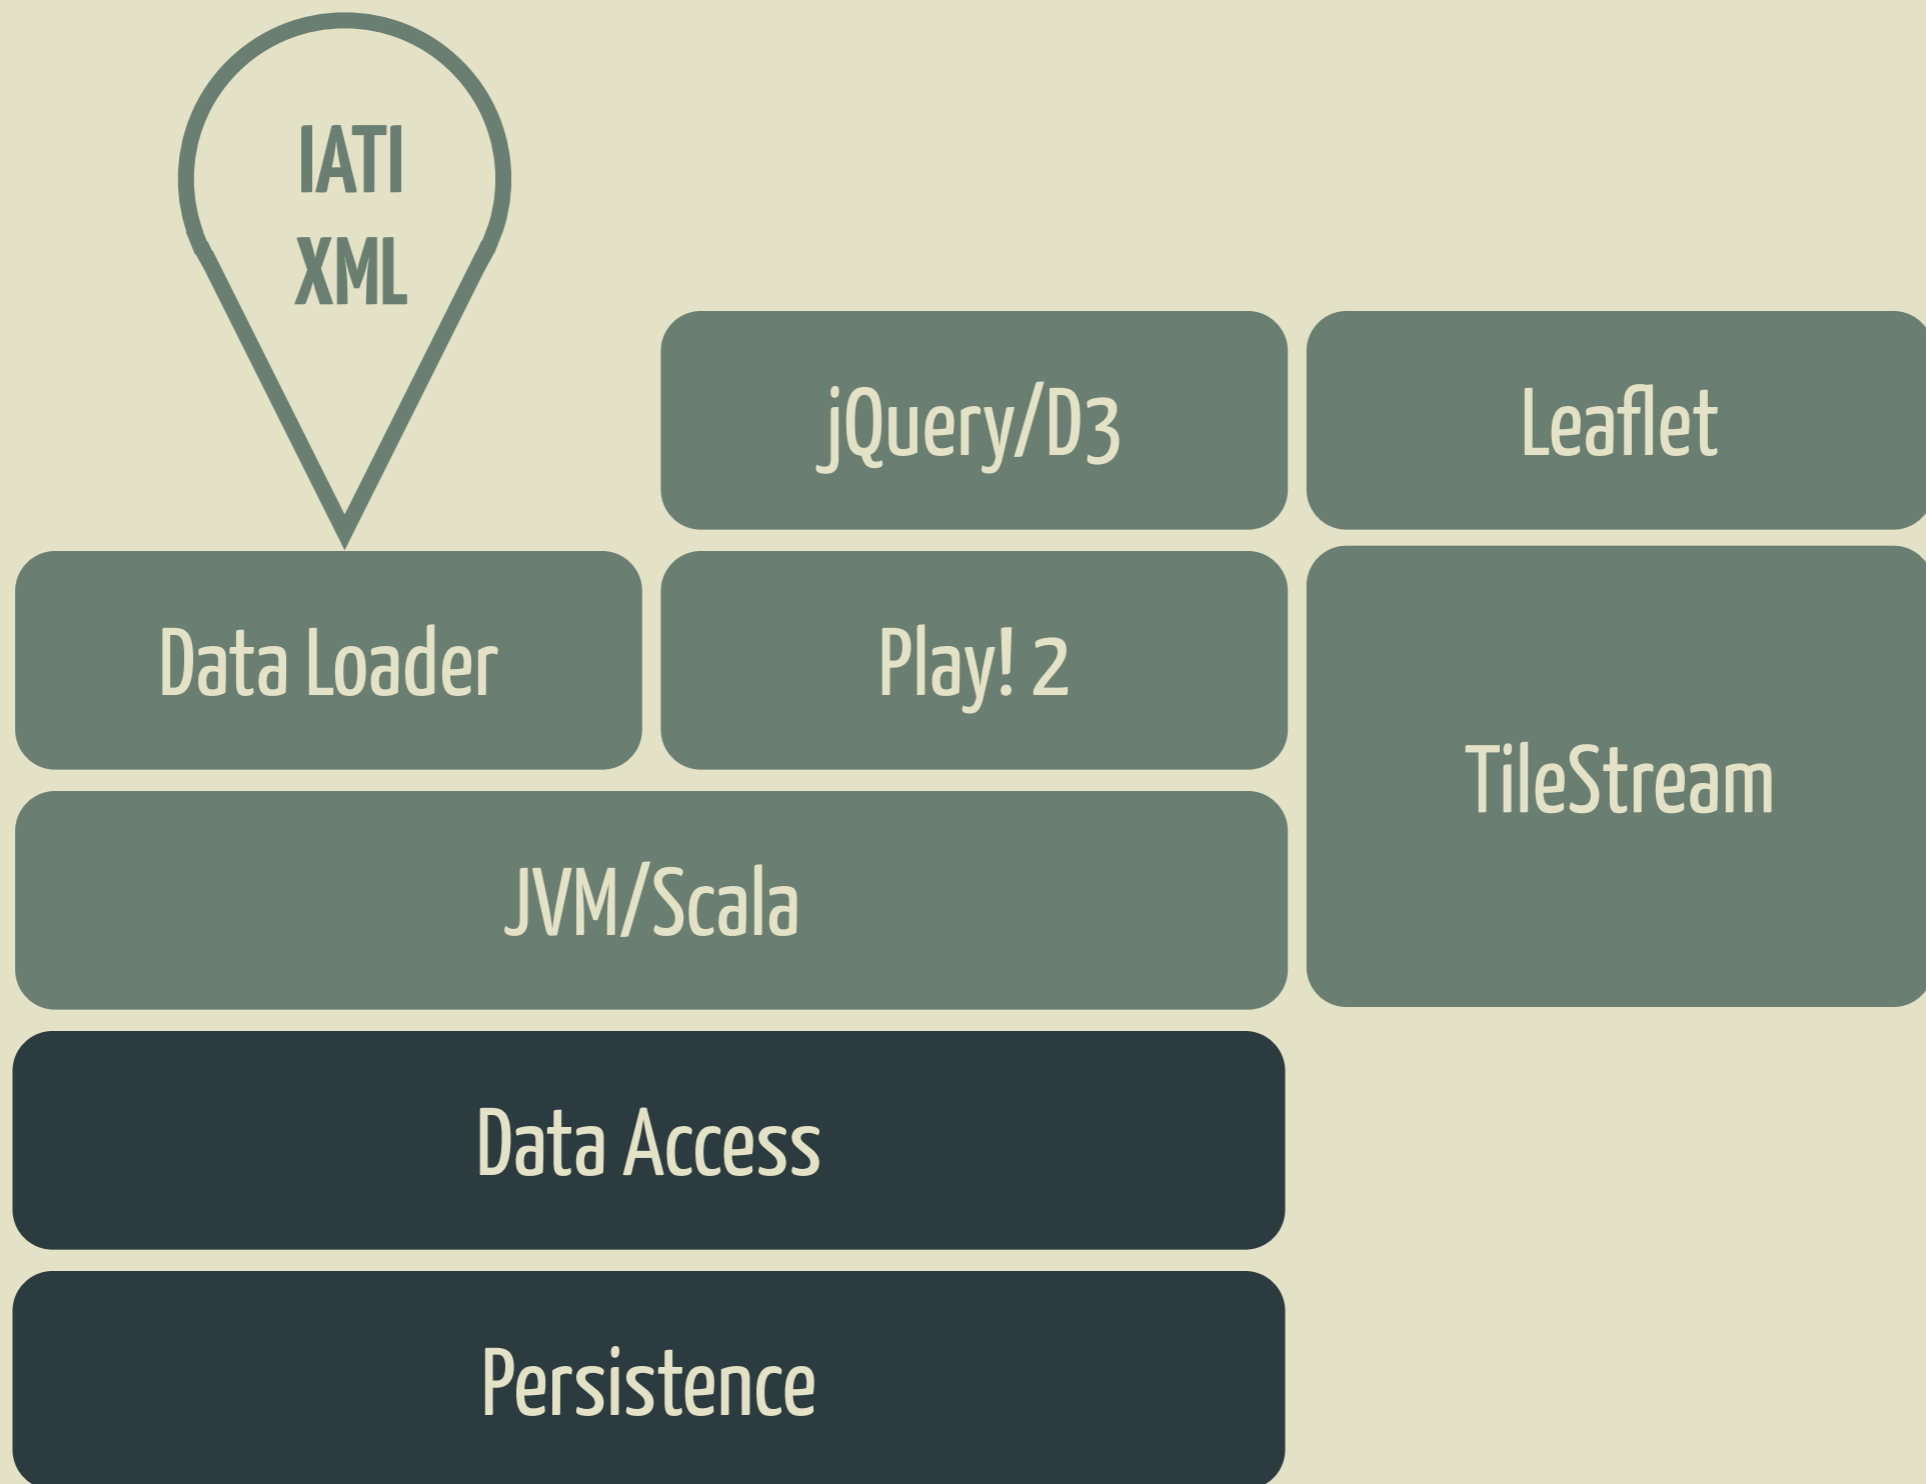 IATI
XML
jQuery/D3
Leaflet
Data Loader
Play! 2
TileStream
JVM/Scala
Data Access
Persistence